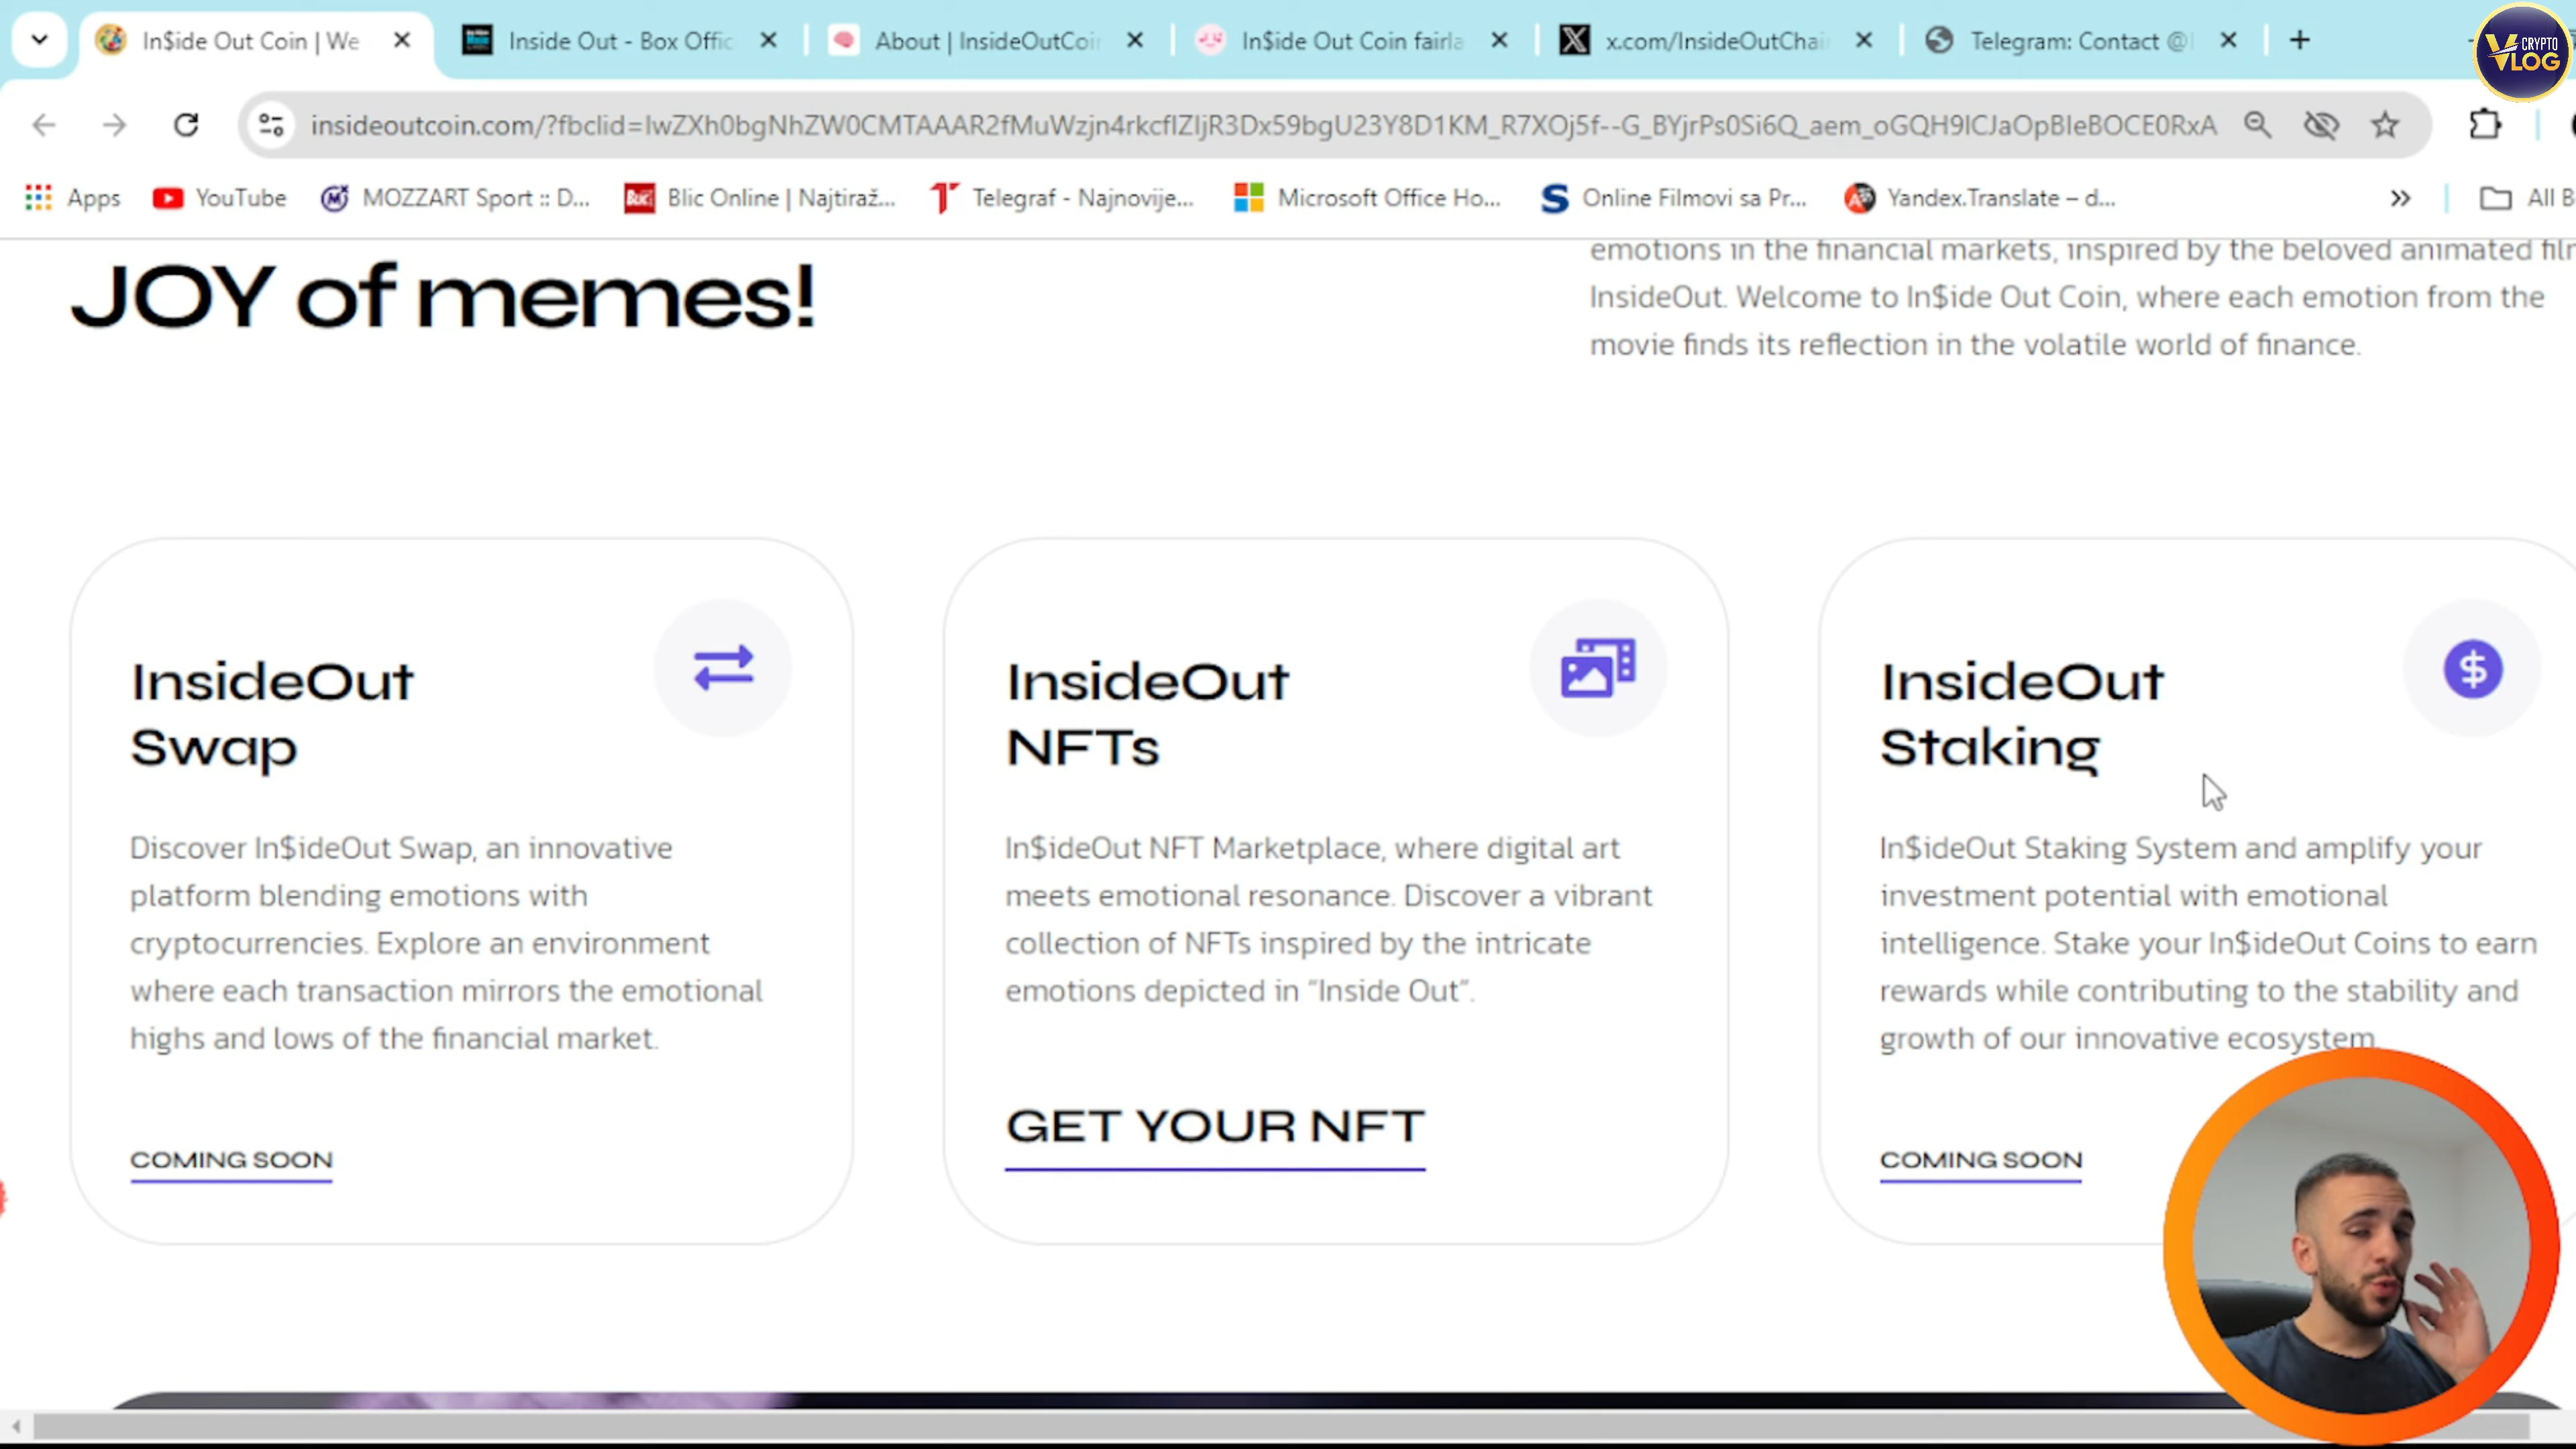 In$ide Out Coin | We
Inside Out - Box Offic
About | InsideOutCoin
In$ide Out Coin fairla
x.com/InsideOutChai
Telegram: Contact @
CRYPTO
VLOG
insideoutcoin.com/?fbclid=IwZXh0bgNhZW0CMTAAAR2fMuWzjn4rkcfIZIjR3Dx59bgU23Y8D1KM_R7XOj5f--G_BYjrPs0Si6Q_aem_oGQH9ICJaOpBIeBOCE0RxA
Apps
YouTube
MOZZART Sport :: D...
Blic Online | Najtiraž...
Telegraf - Najnovije...
Microsoft Office Ho...
Online Filmovi sa Pr...
Yandex.Translate – d...
All B
JOY of memes!
emotions in the financial markets, inspired by the beloved animated fil
InsideOut. Welcome to In$ide Out Coin, where each emotion from the
movie finds its reflection in the volatile world of finance.
InsideOut
Swap
Discover In$ideOut Swap, an innovative
platform blending emotions with
cryptocurrencies. Explore an environment
where each transaction mirrors the emotional
highs and lows of the financial market.
COMING SOON
InsideOut
NFTs
In$ideOut NFT Marketplace, where digital art
meets emotional resonance. Discover a vibrant
collection of NFTs inspired by the intricate
emotions depicted in “Inside Out”.
GET YOUR NFT
InsideOut
Staking
In$ideOut Staking System and amplify your
investment potential with emotional
intelligence. Stake your In$ideOut Coins to earn
rewards while contributing to the stability and
growth of our innovative ecosystem.
COMING SOON